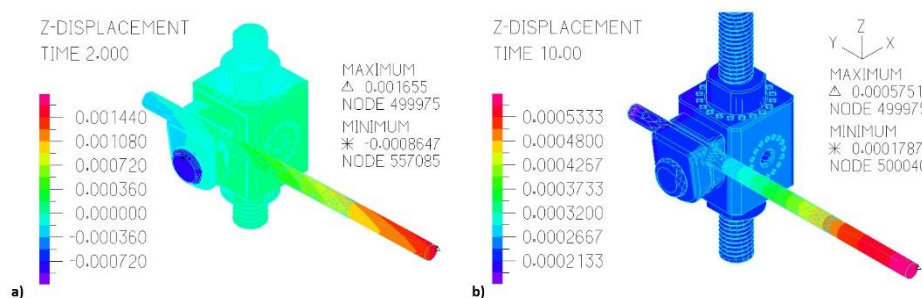 Z-DISPLACEMENT
TIME 2.000
MAXIMUM
△ 0.001655
NODE 499975
MINIMUM
* -0.0008647
NODE 557085
0.001440
0.001080
0.000720
0.000360
0.000000
-0.000360
-0.000720
a)
Z-DISPLACEMENT
TIME 10.00
Z
Y X
MAXIMUM
△ 0.0005751
NODE 499975
MINIMUM
* 0.0001787
NODE 500040
0.0005333
0.0004800
0.0004267
0.0003733
0.0003200
0.0002667
0.0002133
b)